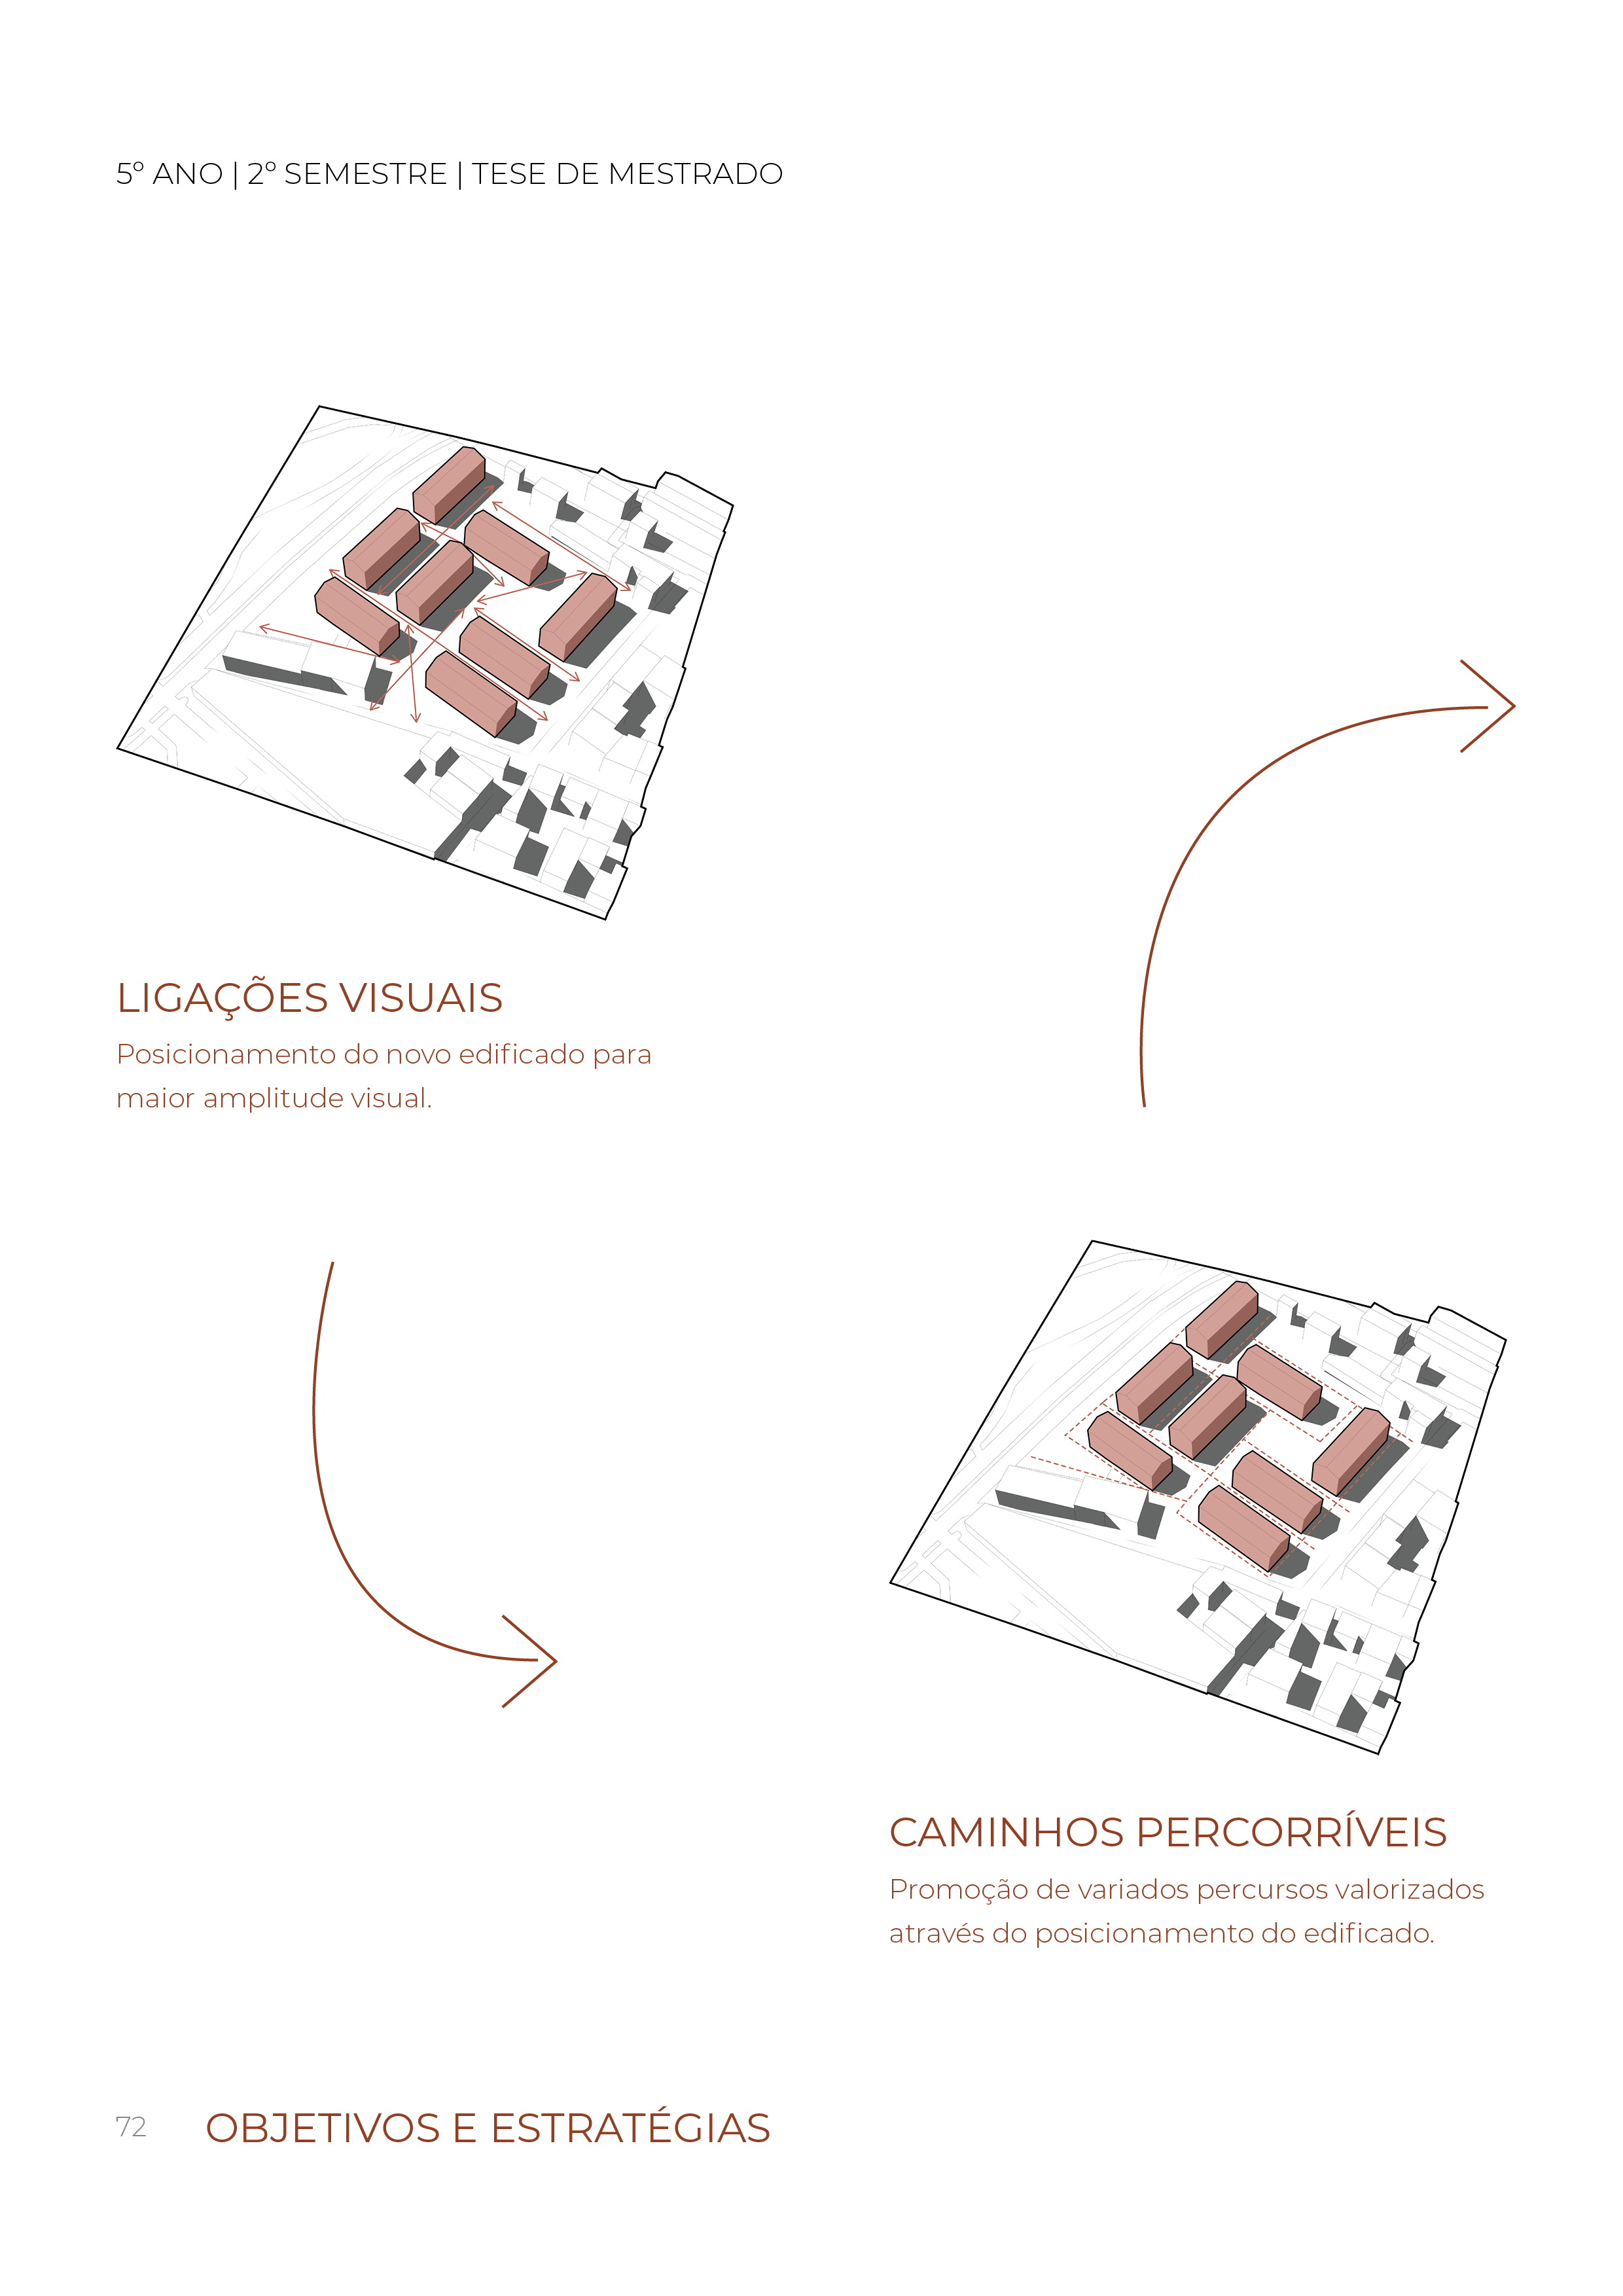 5º ANO | 2º SEMESTRE | TESE DE MESTRADO
LIGAÇÕES VISUAIS
Posicionamento do novo edificado para
maior amplitude visual.
CAMINHOS PERCORRÍVEIS
Promoção de variados percursos valorizados
através do posicionamento do edificado.
72 OBJETIVOS E ESTRATÉGIAS